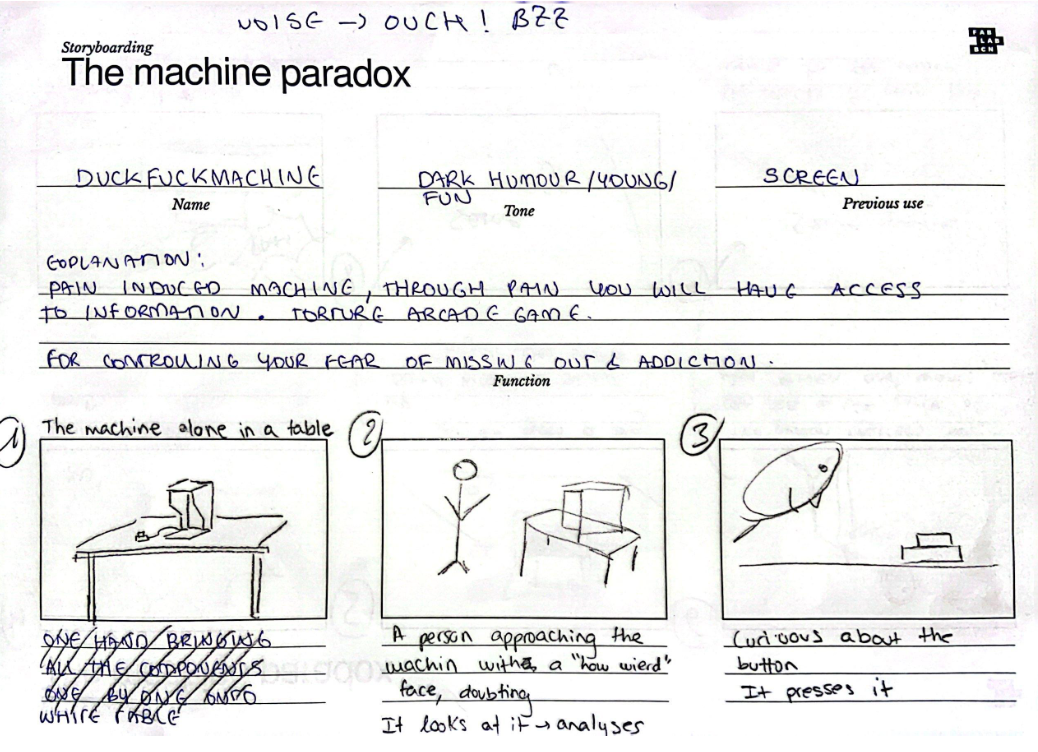 NOISE → OUCH! BZZ
Storyboarding
The machine paradox
FAB
LAB
BCN
DUCKFUCKMACHINE
DARK HUMOUR/YOUNG/
FUN
SCREEN
Name
Tone
Previous use
EXPLANATION:
PAIN INDUCED MACHINE, THROUGH PAIN YOU WILL HAVE ACCESS
TO INFORMATION. TORTURE ARCADE GAME.
FOR CONTROLLING YOUR FEAR OF MISSING OUT & ADDICTION.
Function
1 The machine alone in a table
2
3
ONE HAND BRINGING
ALL THE COMPONENTS
ONE BY ONE ONTO
WHITE TABLE
A person approaching the
machin with a "how wierd"
face, doubting
It looks at it → analyses
Curious about the
button
It presses it